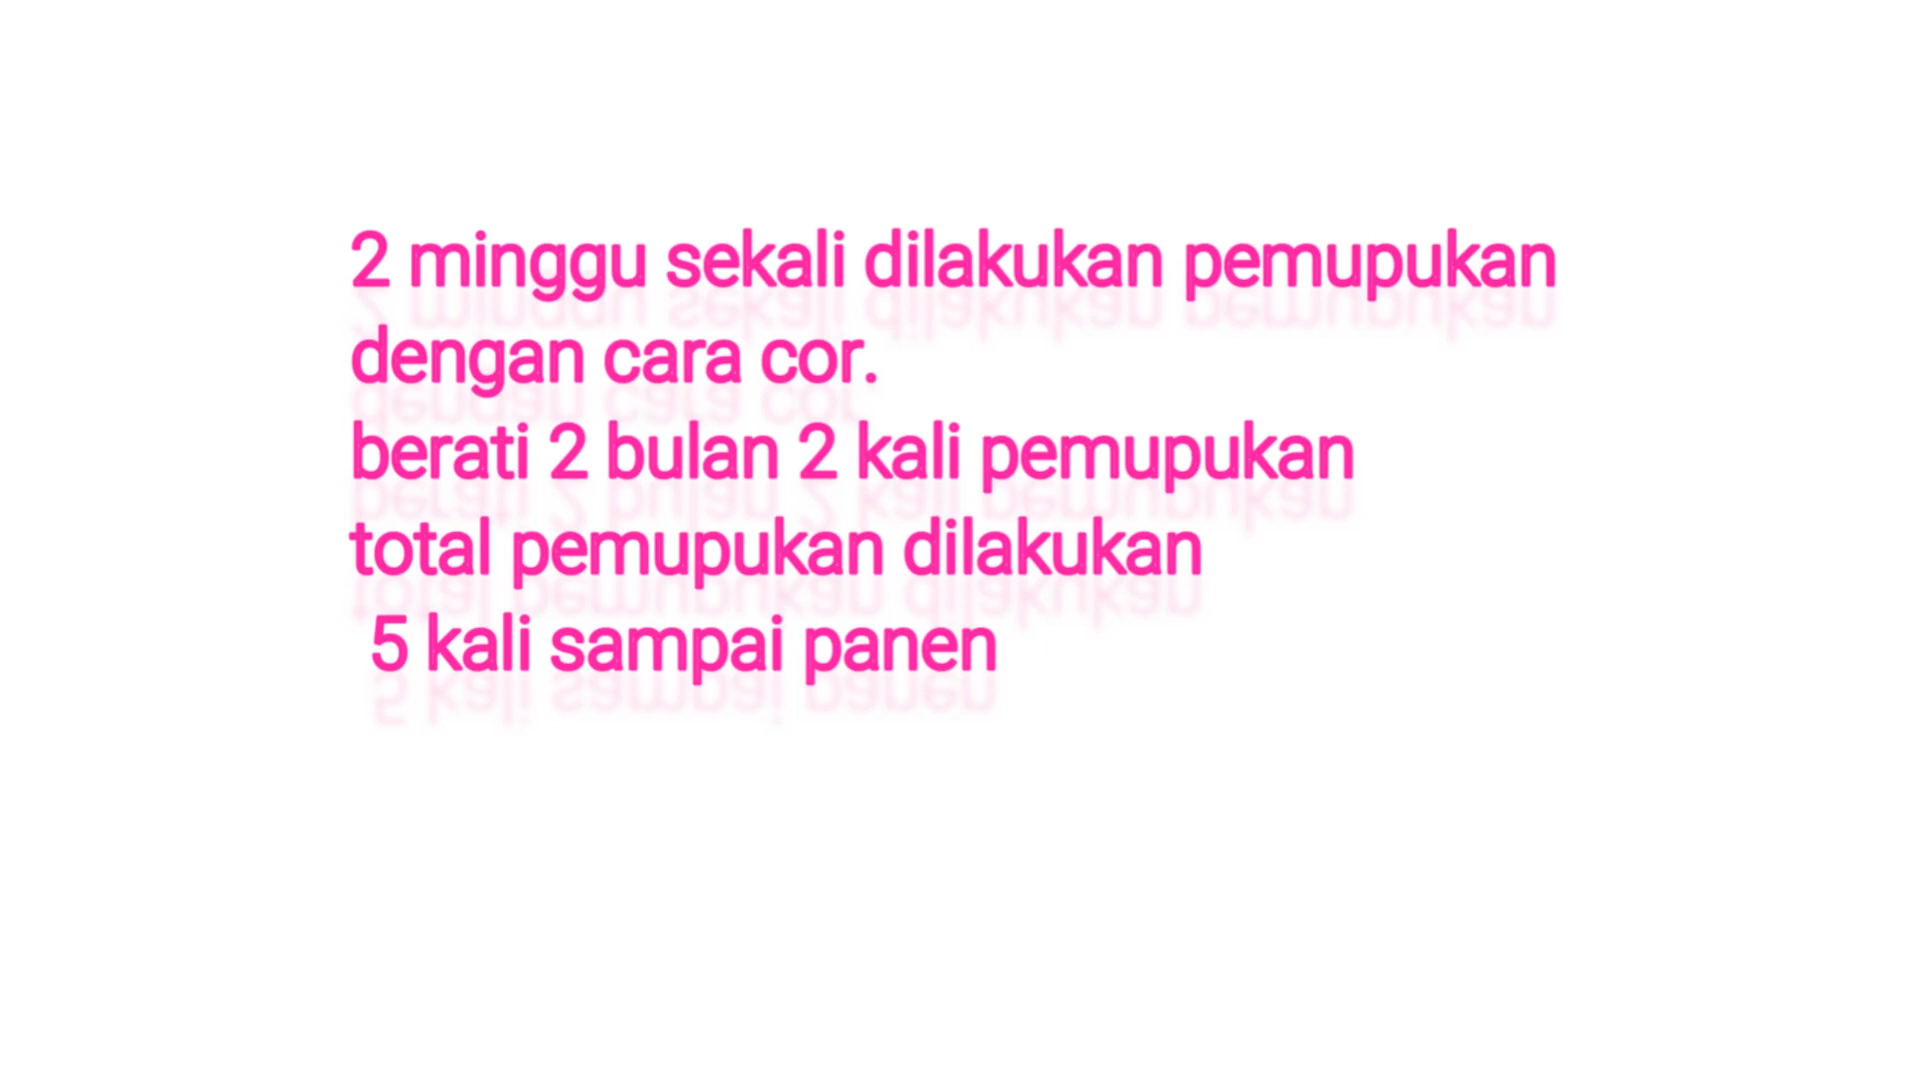 2 minggu sekali dilakukan pemupukan
dengan cara cor.
berati 2 bulan 2 kali pemupukan
total pemupukan dilakukan
5 kali sampai panen